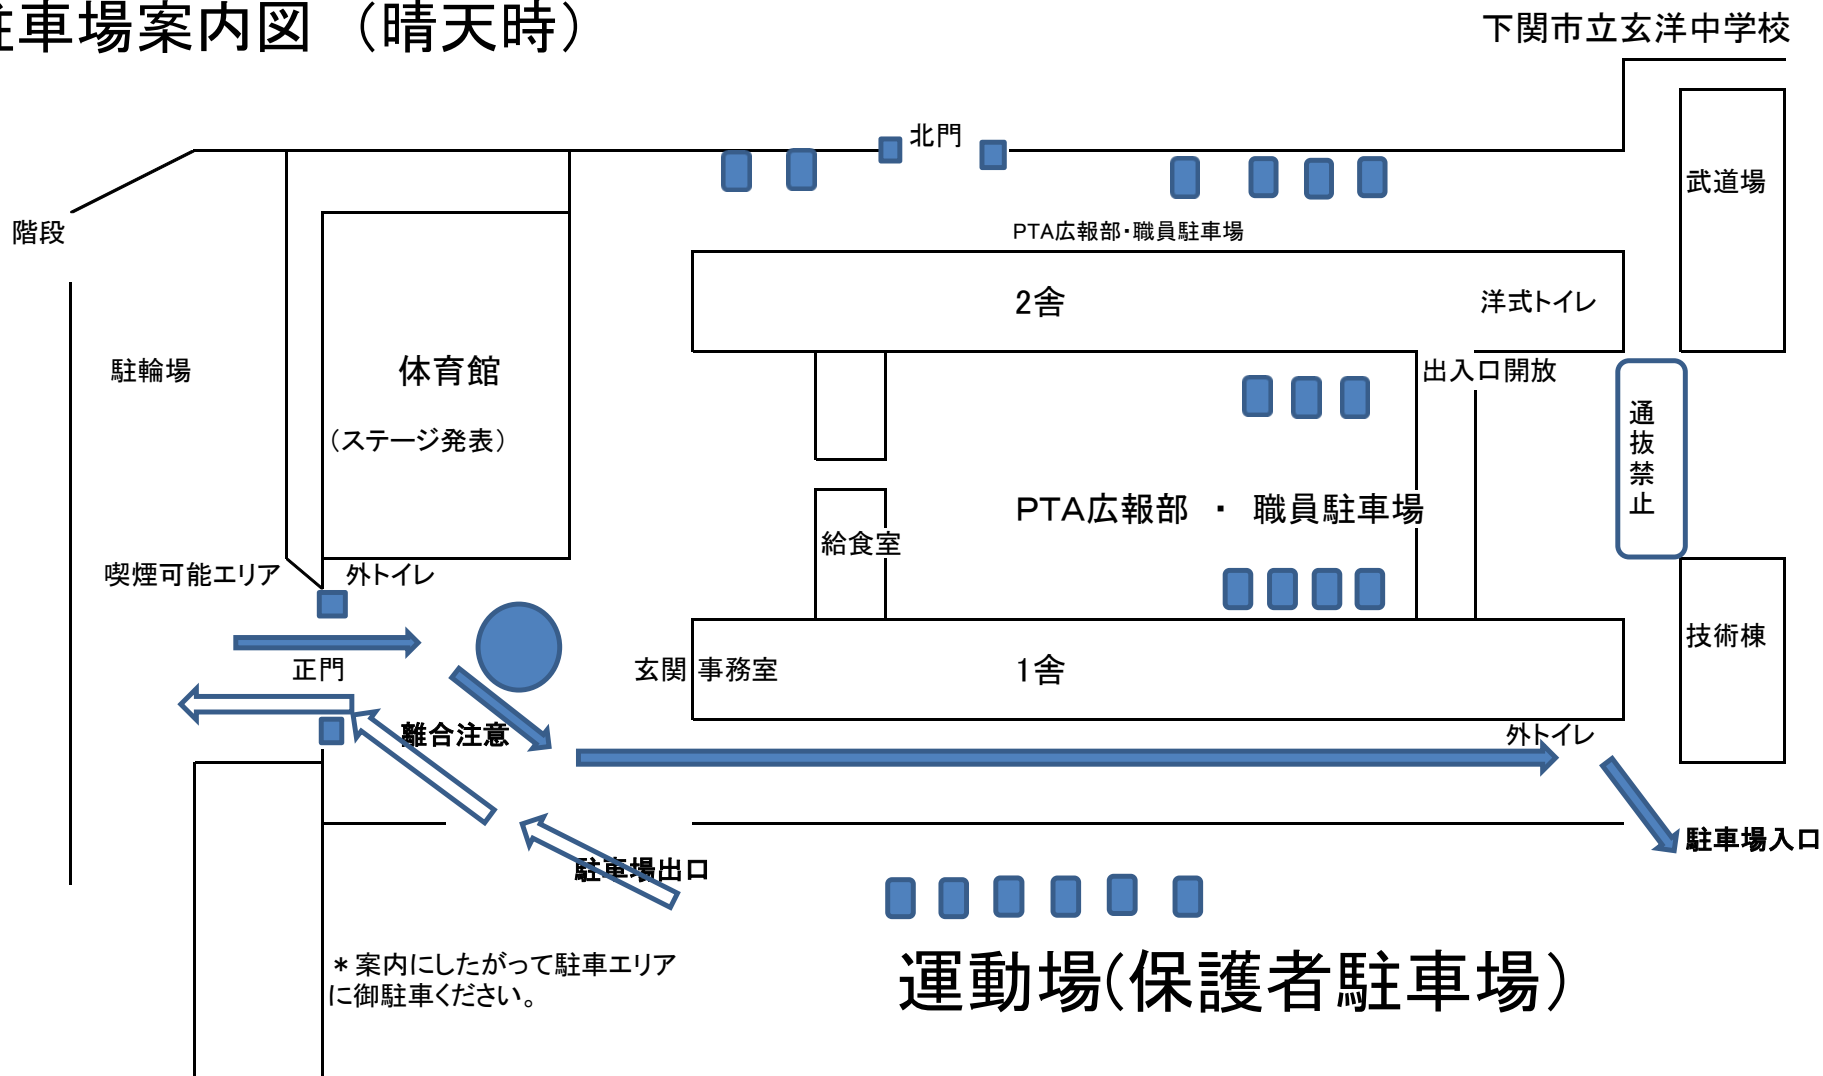 車場案内図 （晴天時）
下関市立玄洋中学校
北門
武道場
階段
PTA広報部・職員駐車場
2舎
洋式トイレ
駐輪場
体育館
出入口開放
（ステージ発表）
通抜禁止
PTA広報部 ・ 職員駐車場
給食室
喫煙可能エリア
外トイレ
技術棟
正門
玄関
事務室
1舎
離合注意
外トイレ
駐車場入口
駐車場出口
＊案内にしたがって駐車エリア
に御駐車ください。
運動場(保護者駐車場）